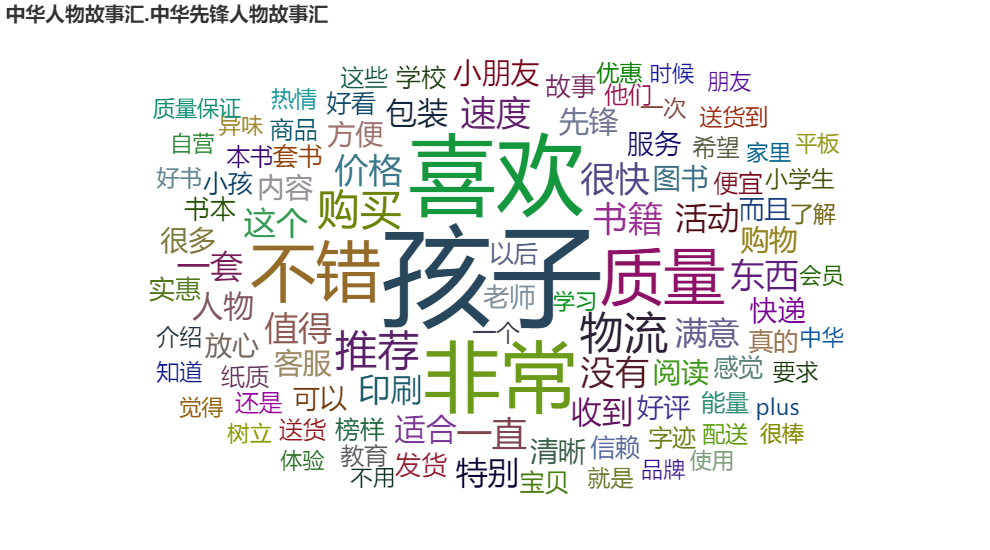 中华人物故事汇.中华先锋人物故事汇
这些 学校 小朋友 故事 优惠 时候 朋友
质量保证 热情 好看 包装 速度 先锋 他们 一次 送货到
自营 异味 商品 方便 喜欢 服务 希望 家里 平板
本书 套书 价格 很快 图书 便宜 小学生
好书 小孩 内容 购买 书籍 活动 而且 了解
书本 这个 购物
很多 一套 不错 孩子 以后 质量 东西 会员
实惠 人物 老师 学习 快递
介绍 放心 值得 一个 物流 满意 真的 中华
知道 纸质 客服 推荐 非常 没有 阅读 感觉 要求
觉得 还是 可以 印刷 收到 好评 能量 plus
树立 送货 榜样 适合 一直 清晰 信赖 字迹 配送 很棒
体验 教育 不用 发货 特别 宝贝 就是 品牌 使用